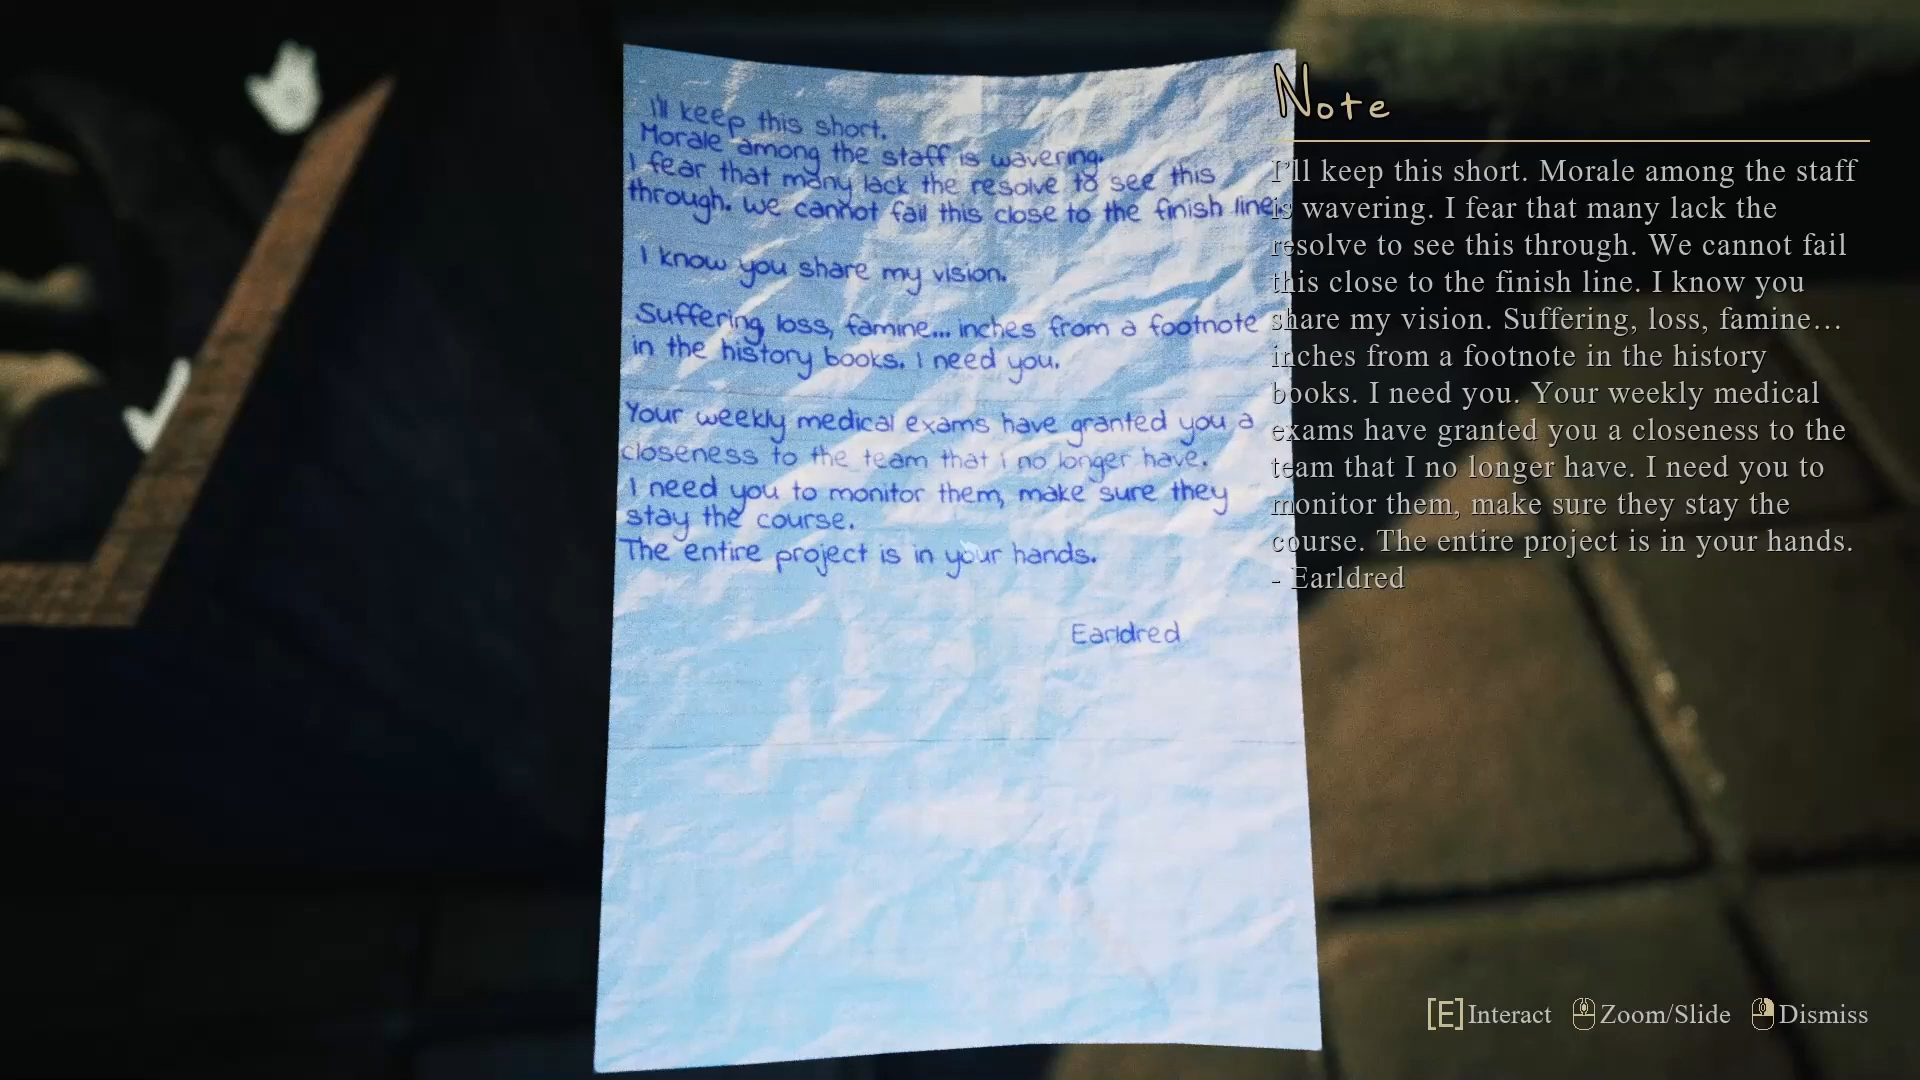 I'll keep this short.
Morale among the staff is wavering.
I fear that many lack the resolve to see this
through. we cannot fail this close to the finish line
I know you share my vision.
Suffering, loss, famine... inches from a footnote
in the history books. I need you.
Your weekly medical exams have granted you a
closeness to the team that i no longer have.
I need you to monitor them, make sure they
stay the course.
The entire project is in your hands.
Earldred
Note
I'll keep this short. Morale among the staff
is wavering. I fear that many lack the
resolve to see this through. We cannot fail
this close to the finish line. I know you
share my vision. Suffering, loss, famine…
inches from a footnote in the history
books. I need you. Your weekly medical
exams have granted you a closeness to the
team that I no longer have. I need you to
monitor them, make sure they stay the
course. The entire project is in your hands.
- Earldred
[E] Interact Zoom/Slide Dismiss